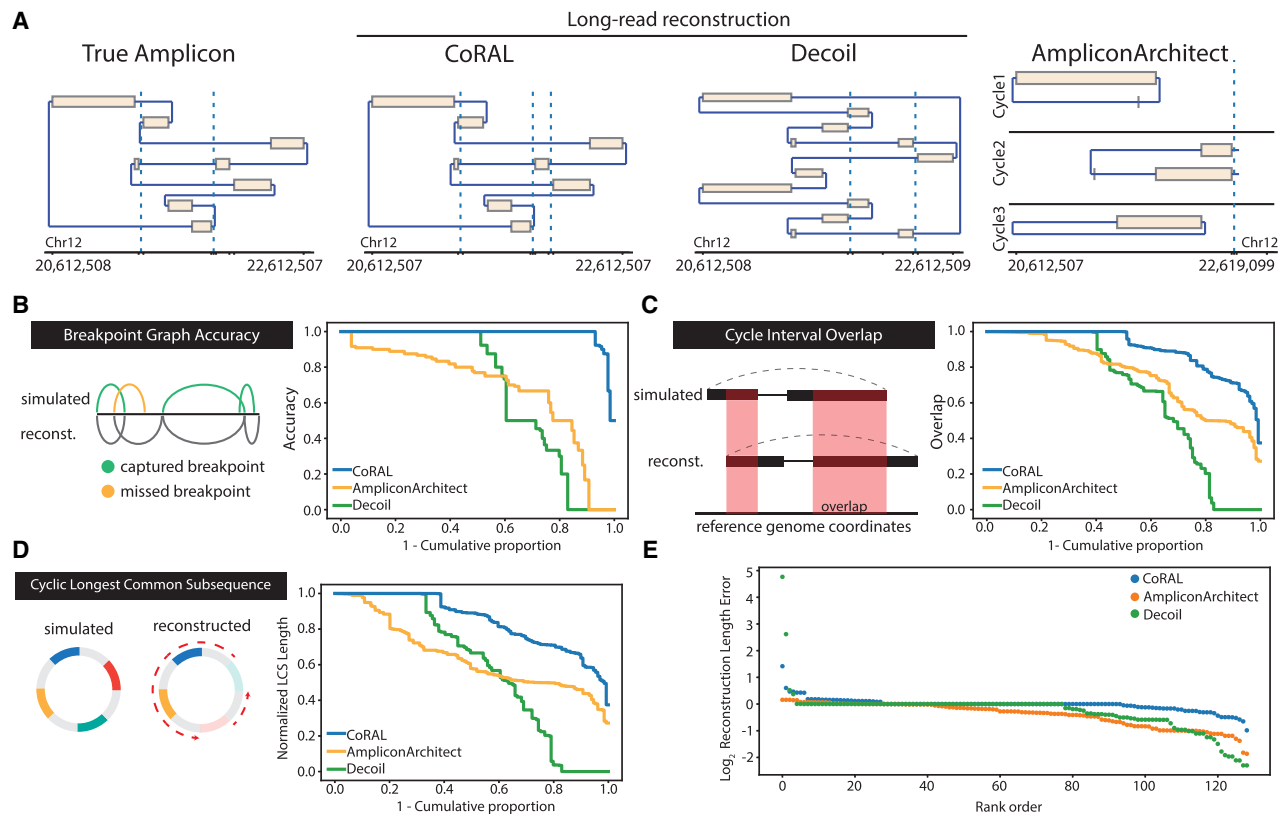 A
Long-read reconstruction
True Amplicon
CoRAL
Decoil
AmpliconArchitect
Cycle1
Cycle2
Cycle3
Chr12
20,612,508
22,612,507
Chr12
20,612,507
22,612,507
Chr12
20,612,508
22,612,509
Chr12
20,612,507
22,619,099
B
Breakpoint Graph Accuracy
simulated
reconst.
captured breakpoint
missed breakpoint
Accuracy
1.0
0.8
0.6
0.4
0.2
0.0
CoRAL
AmpliconArchitect
Decoil
0.0 0.2 0.4 0.6 0.8 1.0
1 - Cumulative proportion
C
Cycle Interval Overlap
simulated
reconst.
overlap
reference genome coordinates
Overlap
1.0
0.8
0.6
0.4
0.2
0.0
CoRAL
AmpliconArchitect
Decoil
0.0 0.2 0.4 0.6 0.8 1.0
1- Cumulative proportion
D
Cyclic Longest Common Subsequence
simulated
reconstructed
Normalized LCS Length
1.0
0.8
0.6
0.4
0.2
0.0
CoRAL
AmpliconArchitect
Decoil
0.0 0.2 0.4 0.6 0.8 1.0
1 - Cumulative proportion
E
Log2 Reconstruction Length Error
5
4
3
2
1
0
-1
-2
CoRAL
AmpliconArchitect
Decoil
0 20 40 60 80 100 120
Rank order